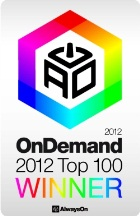 2012
OnDemand
2012 Top 100
WINNER
AlwaysOn